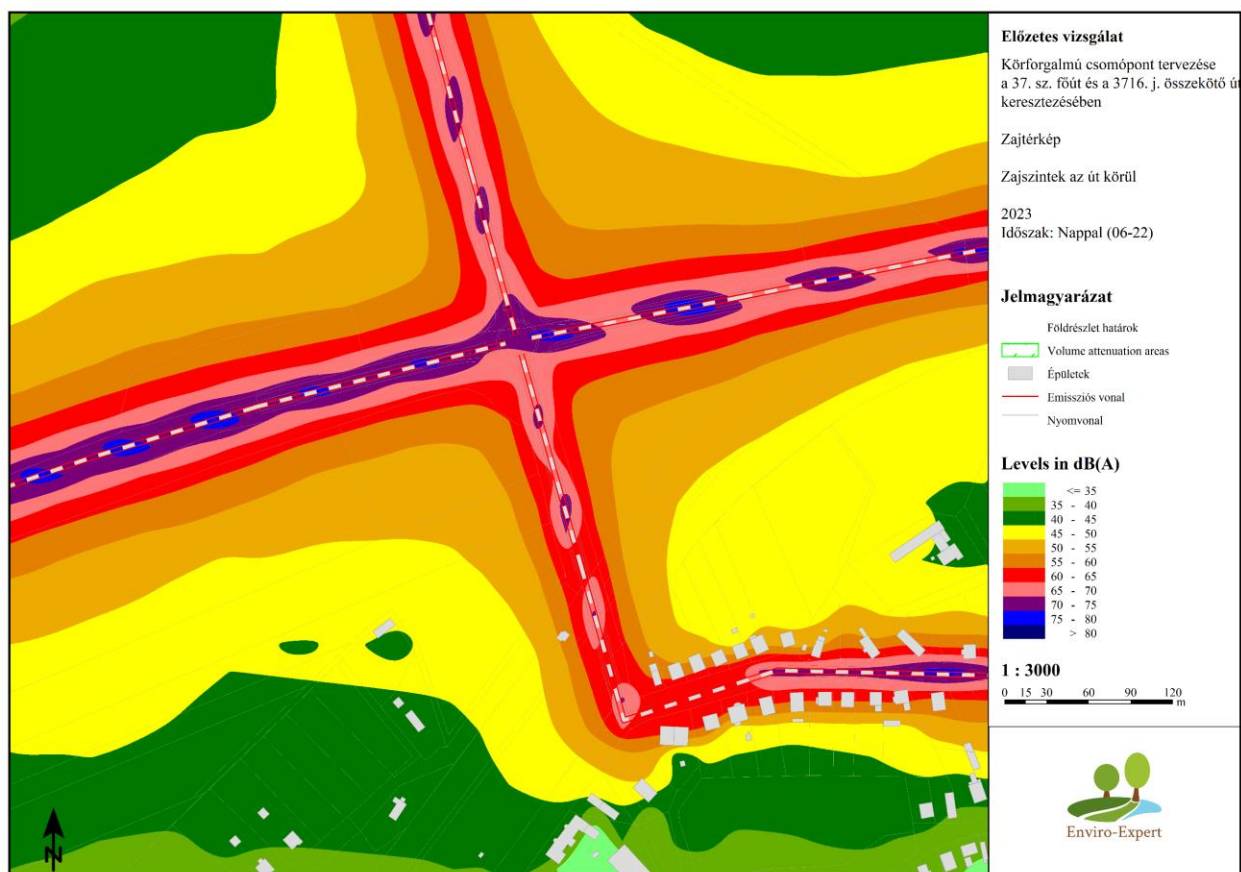 Előzetes vizsgálat
Körforgalmú csomópont tervezése
a 37. sz. főút és a 3716. j. összekötő út
keresztezésében
Zajtérkép
Zajszintek az út körül
2023
Időszak: Nappal (06-22)
Jelmagyarázat
Földrészlet határok
Volume attenuation areas
Épületek
Emissziós vonal
Nyomvonal
Levels in dB(A)
<= 35
35 - 40
40 - 45
45 - 50
50 - 55
55 - 60
60 - 65
65 - 70
70 - 75
75 - 80
> 80
1 : 3000
0 15 30 60 90 120
m
Enviro-Expert
N